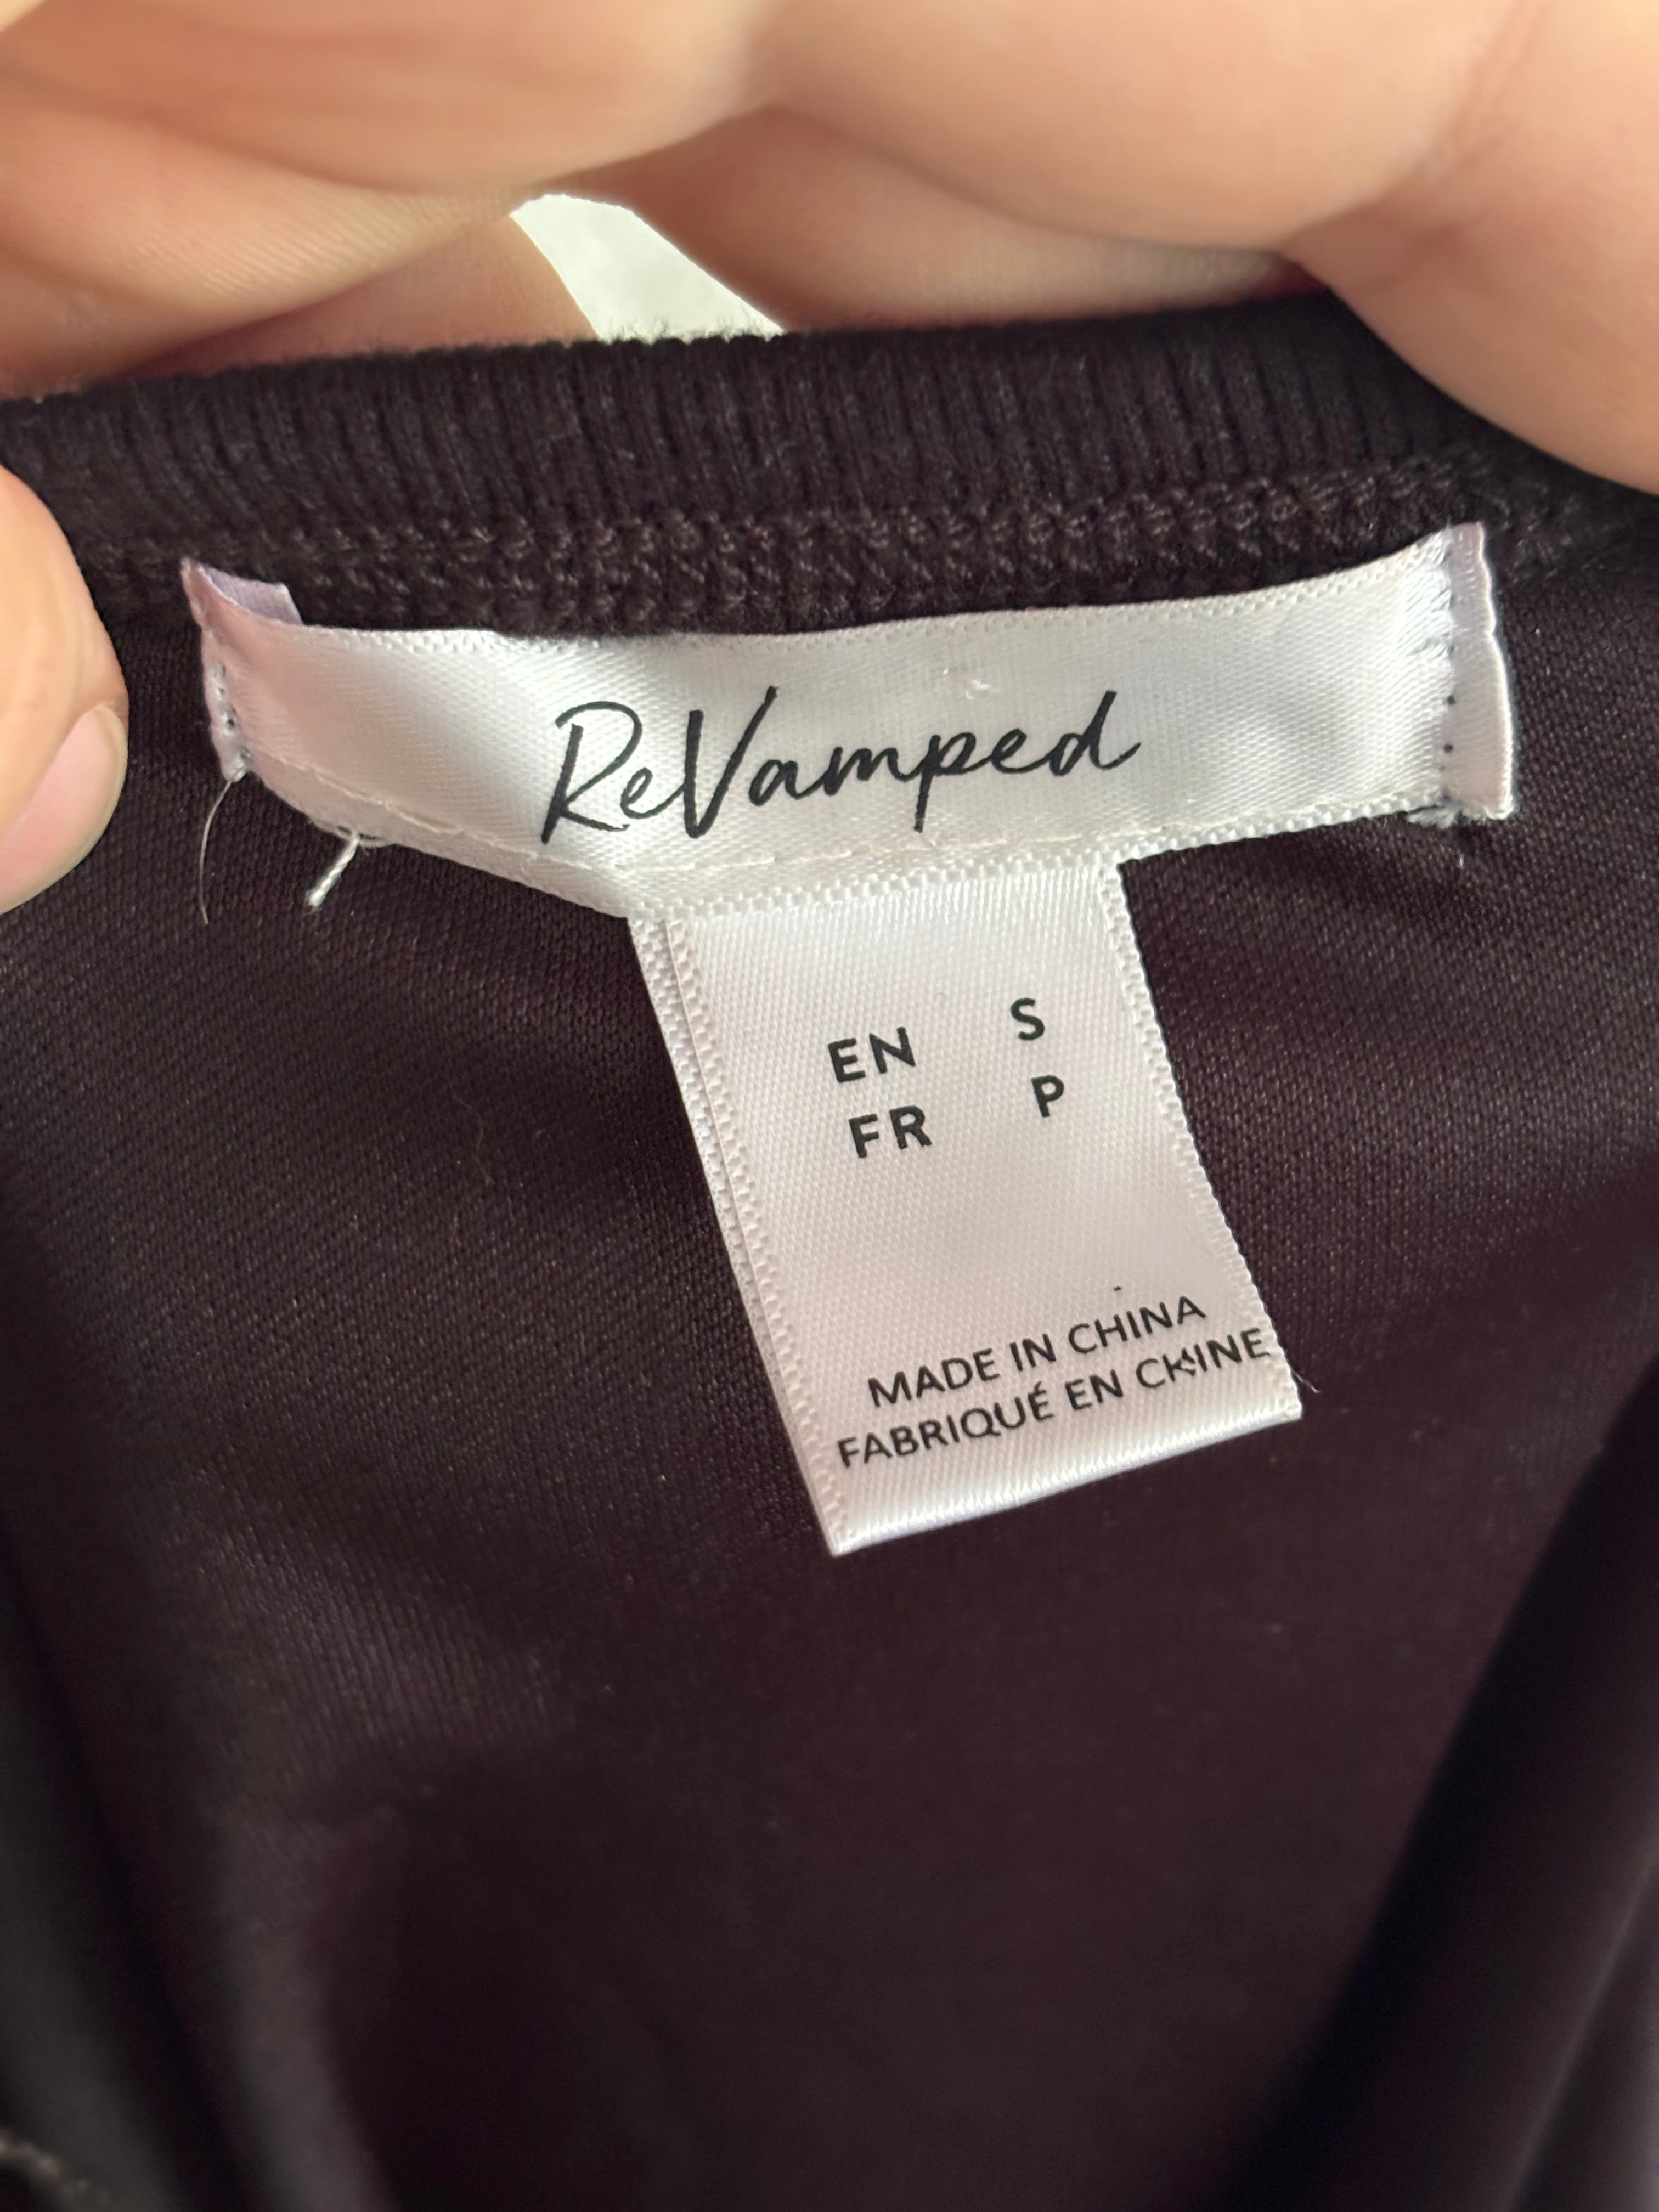 ReVamped
EN S
FR P
MADE IN CHINA
FABRIQUÉ EN CHINE